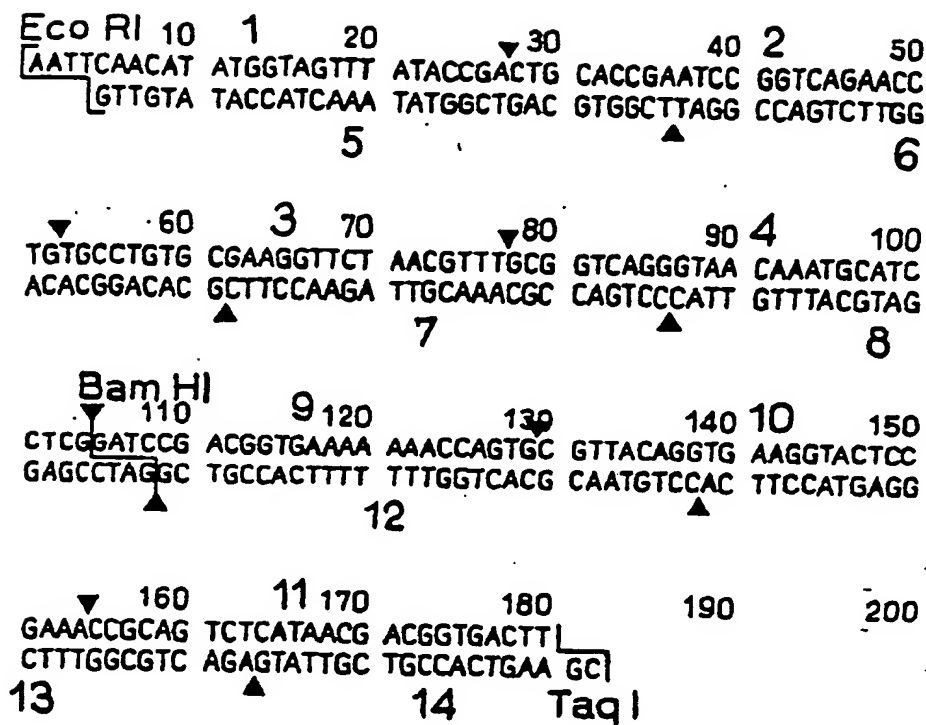 Eco RI 10 1 20 30 40 2 50
AATTCAACAT ATGGTAGTTT ATACCGACTG CACCGAATCC GGTCAGAACC
GTTGTA TACCATCAAA TATGGCTGAC GTGGCTTAGG CCAGTCTTGG
5 6
60 3 70 80 90 4 100
TGTGCCTGTG CGAAGGTTCT AACGTTTGCG GTCAGGGTAA CAAATGCATC
ACACGGACAC GCTTCCAAGA TTGCAAACGC CAGTCCCATT GTTTACGTAG
7 8
Bam HI 110 9 120 130 140 10 150
CTCGGATCCG ACGGTGAAAA AAACCAGTGC GTTACAGGTG AAGGTACTCC
GAGCCTAGGC TGCCACTTTT TTTGGTCACG CAATGTCCAC TTCCATGAGG
12
160 11 170 180 190 200
GAAACCGCAG TCTCATAACG ACGGTGACTT
CTTTGGCGTC AGAGTATTGC TGCCACTGAA GC
13 14 Taq I